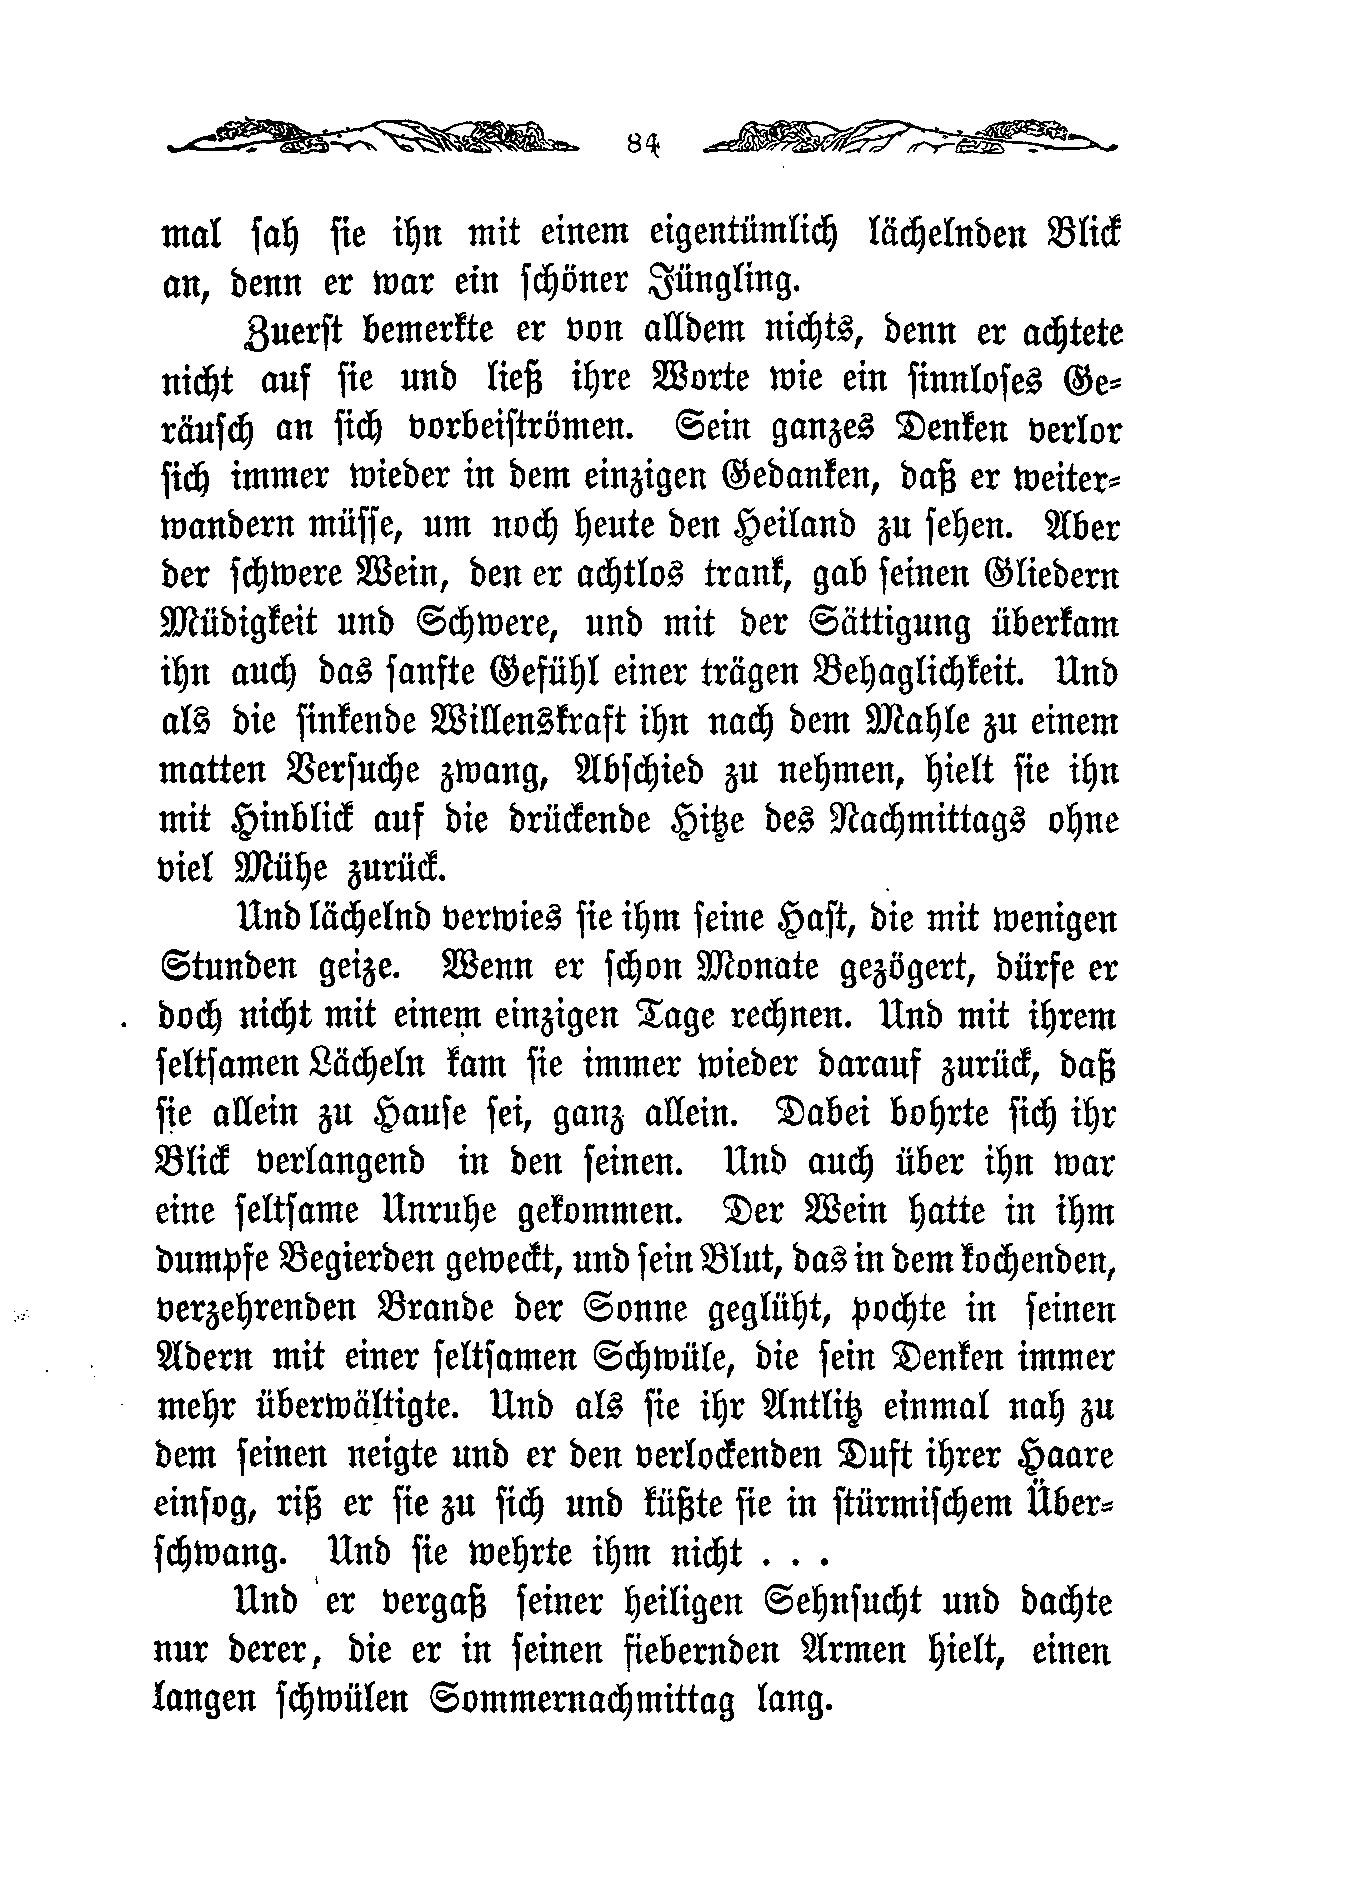 84
mal sah sie ihn mit einem eigentümlich lächelnden Blick
an, denn er war ein schöner Jüngling.
Zuerst bemerkte er von alldem nichts, denn er achtete
nicht auf sie und ließ ihre Worte wie ein sinnloses Ge-
räusch an sich vorbeiströmen. Sein ganzes Denken verlor
sich immer wieder in dem einzigen Gedanken, daß er weiter-
wandern müsse, um noch heute den Heiland zu sehen. Aber
der schwere Wein, den er achtlos trank, gab seinen Gliedern
Müdigkeit und Schwere, und mit der Sättigung überkam
ihn auch das sanfte Gefühl einer trägen Behaglichkeit. Und
als die sinkende Willenskraft ihn nach dem Mahle zu einem
matten Versuche zwang, Abschied zu nehmen, hielt sie ihn
mit Hinblick auf die drückende Hitze des Nachmittags ohne
viel Mühe zurück.
Und lächelnd verwies sie ihm seine Hast, die mit wenigen
Stunden geize. Wenn er schon Monate gezögert, dürfe er
doch nicht mit einem einzigen Tage rechnen. Und mit ihrem
seltsamen Lächeln kam sie immer wieder darauf zurück, daß
sie allein zu Hause sei, ganz allein. Dabei bohrte sich ihr
Blick verlangend in den seinen. Und auch über ihn war
eine seltsame Unruhe gekommen. Der Wein hatte in ihm
dumpfe Begierden geweckt, und sein Blut, das in dem kochenden,
verzehrenden Brande der Sonne geglüht, pochte in seinen
Adern mit einer seltsamen Schwüle, die sein Denken immer
mehr überwältigte. Und als sie ihr Antlitz einmal nah zu
dem seinen neigte und er den verlockenden Duft ihrer Haare
einsog, riß er sie zu sich und küßte sie in stürmischem Über-
schwang. Und sie wehrte ihm nicht . . .
Und er vergaß seiner heiligen Sehnsucht und dachte
nur derer, die er in seinen fiebernden Armen hielt, einen
langen schwülen Sommernachmittag lang.